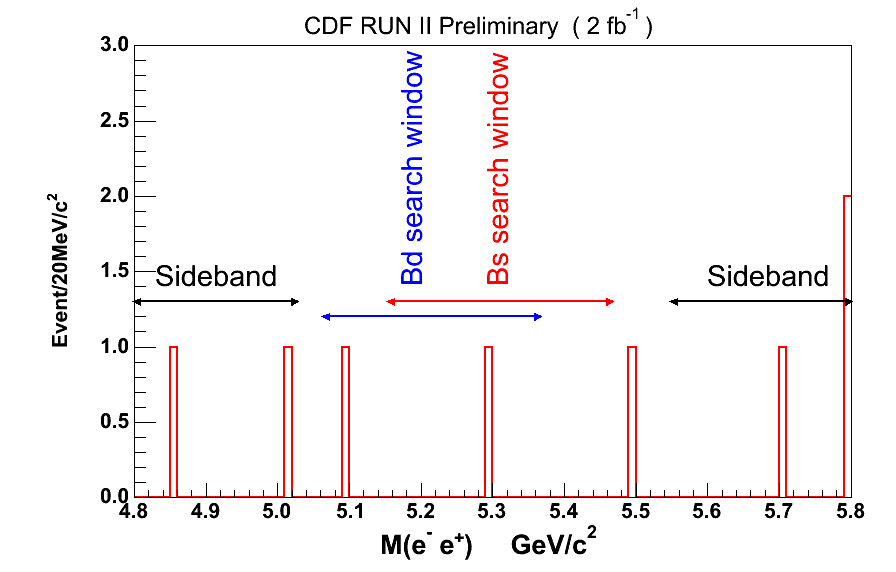 CDF RUN II Preliminary ( 2 fb⁻¹ )
Event/20MeV/c²
3.0
2.5
2.0
1.5
1.0
0.5
0.0
Sideband
Bd search window
Bs search window
Sideband
4.8 4.9 5.0 5.1 5.2 5.3 5.4 5.5 5.6 5.7 5.8
M(e⁻ e⁺) GeV/c²